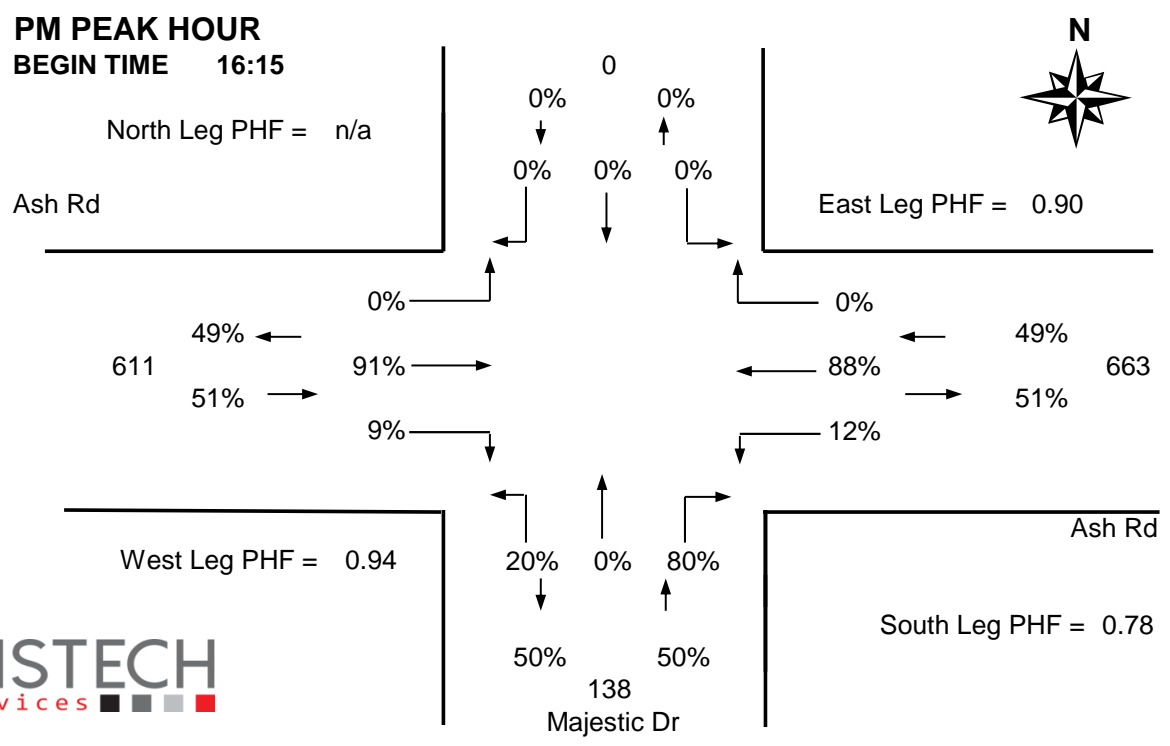 PM PEAK HOUR
BEGIN TIME 16:15
N
0
0% 0%
North Leg PHF = n/a
0% 0% 0%
Ash Rd
East Leg PHF = 0.90
0% 0%
49% 49%
611 91% 88% 663
51% 51%
9% 12%
Ash Rd
West Leg PHF = 0.94
20% 0% 80%
South Leg PHF = 0.78
50% 50%
138
Majestic Dr
ISTECH
vices